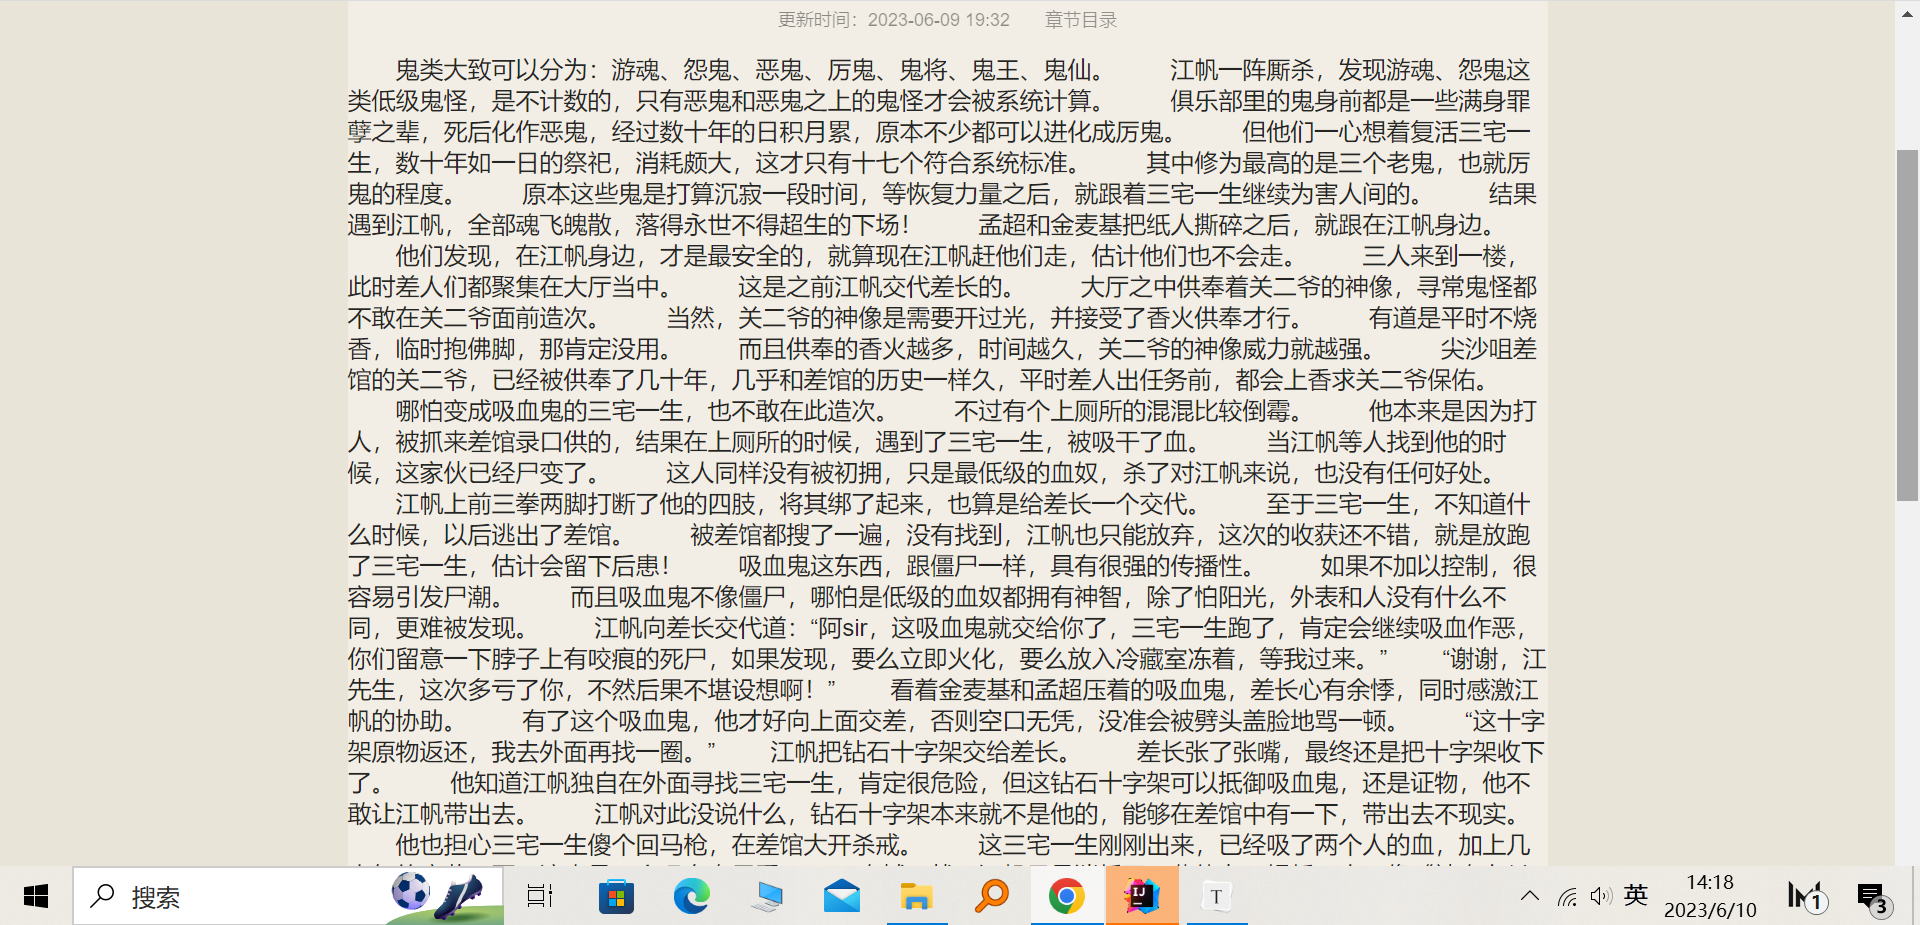 更新时间：2023-06-09 19:32 章节目录
鬼类大致可以分为：游魂、怨鬼、恶鬼、厉鬼、鬼将、鬼王、鬼仙。 江帆一阵厮杀，发现游魂、怨鬼这
类低级鬼怪，是不计数的，只有恶鬼和恶鬼之上的鬼怪才会被系统计算。 俱乐部里的鬼身前都是一些满身罪
孽之辈，死后化作恶鬼，经过数十年的日积月累，原本不少都可以进化成厉鬼。 但他们一心想着复活三宅一
生，数十年如一日的祭祀，消耗颇大，这才只有十七个符合系统标准。 其中修为最高的是三个老鬼，也就厉
鬼的程度。 原本这些鬼是打算沉寂一段时间，等恢复力量之后，就跟着三宅一生继续为害人间的。 结果
遇到江帆，全部魂飞魄散，落得永世不得超生的下场！ 孟超和金麦基把纸人撕碎之后，就跟在江帆身边。
他们发现，在江帆身边，才是最安全的，就算现在江帆赶他们走，估计他们也不会走。 三人来到一楼，
此时差人们都聚集在大厅当中。 这是之前江帆交代差长的。 大厅之中供奉着关二爷的神像，寻常鬼怪都
不敢在关二爷面前造次。 当然，关二爷的神像是需要开过光，并接受了香火供奉才行。 有道是平时不烧
香，临时抱佛脚，那肯定没用。 而且供奉的香火越多，时间越久，关二爷的神像威力就越强。 尖沙咀差
馆的关二爷，已经被供奉了几十年，几乎和差馆的历史一样久，平时差人出任务前，都会上香求关二爷保佑。
哪怕变成吸血鬼的三宅一生，也不敢在此造次。 不过有个上厕所的混混比较倒霉。 他本来是因为打
人，被抓来差馆录口供的，结果在上厕所的时候，遇到了三宅一生，被吸干了血。 当江帆等人找到他的时
候，这家伙已经尸变了。 这人同样没有被初拥，只是最低级的血奴，杀了对江帆来说，也没有任何好处。
江帆上前三拳两脚打断了他的四肢，将其绑了起来，也算是给差长一个交代。 至于三宅一生，不知道什
么时候，以后逃出了差馆。 被差馆都搜了一遍，没有找到，江帆也只能放弃，这次的收获还不错，就是放跑
了三宅一生，估计会留下后患！ 吸血鬼这东西，跟僵尸一样，具有很强的传播性。 如果不加以控制，很
容易引发尸潮。 而且吸血鬼不像僵尸，哪怕是低级的血奴都拥有神智，除了怕阳光，外表和人没有什么不
同，更难被发现。 江帆向差长交代道：“阿sir，这吸血鬼就交给你了，三宅一生跑了，肯定会继续吸血作恶，
你们留意一下脖子上有咬痕的死尸，如果发现，要么立即火化，要么放入冷藏室冻着，等我过来。” “谢谢，江
先生，这次多亏了你，不然后果不堪设想啊！” 看着金麦基和孟超压着的吸血鬼，差长心有余悸，同时感激江
帆的协助。 有了这个吸血鬼，他才好向上面交差，否则空口无凭，没准会被劈头盖脸地骂一顿。 “这十字
架原物返还，我去外面再找一圈。” 江帆把钻石十字架交给差长。 差长张了张嘴，最终还是把十字架收下
了。 他知道江帆独自在外面寻找三宅一生，肯定很危险，但这钻石十字架可以抵御吸血鬼，还是证物，他不
敢让江帆带出去。 江帆对此没说什么，钻石十字架本来就不是他的，能够在差馆中有一下，带出去不现实。
他也担心三宅一生傻个回马枪，在差馆大开杀戒。 这三宅一生刚刚出来，已经吸了两个人的血，加上几
搜索
英
14:18
2023/6/10
1
3
IJ
T